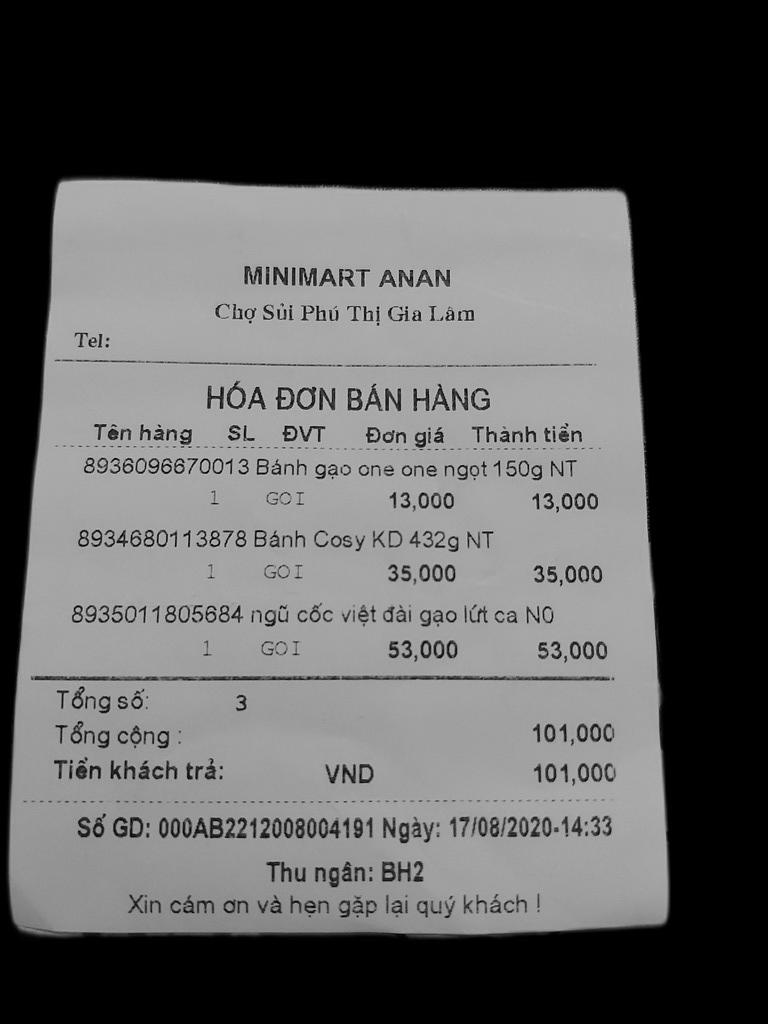 MINIMART ANAN
Chợ Sủi Phú Thị Gia Lâm
Tel:
HÓA ĐƠN BÁN HÀNG
Tên hàng SL ĐVT Đơn giá Thành tiền
8936096670013 Bánh gạo one one ngọt 150g NT
1 GOI 13,000 13,000
8934680113878 Bánh Cosy KD 432g NT
1 GOI 35,000 35,000
8935011805684 ngũ cốc việt đài gạo lứt ca N0
1 GOI 53,000 53,000
Tổng số: 3
Tổng cộng : 101,000
Tiền khách trả: VND 101,000
Số GD: 000AB2212008004191 Ngày: 17/08/2020-14:33
Thu ngân: BH2
Xin cám ơn và hẹn gặp lại quý khách !